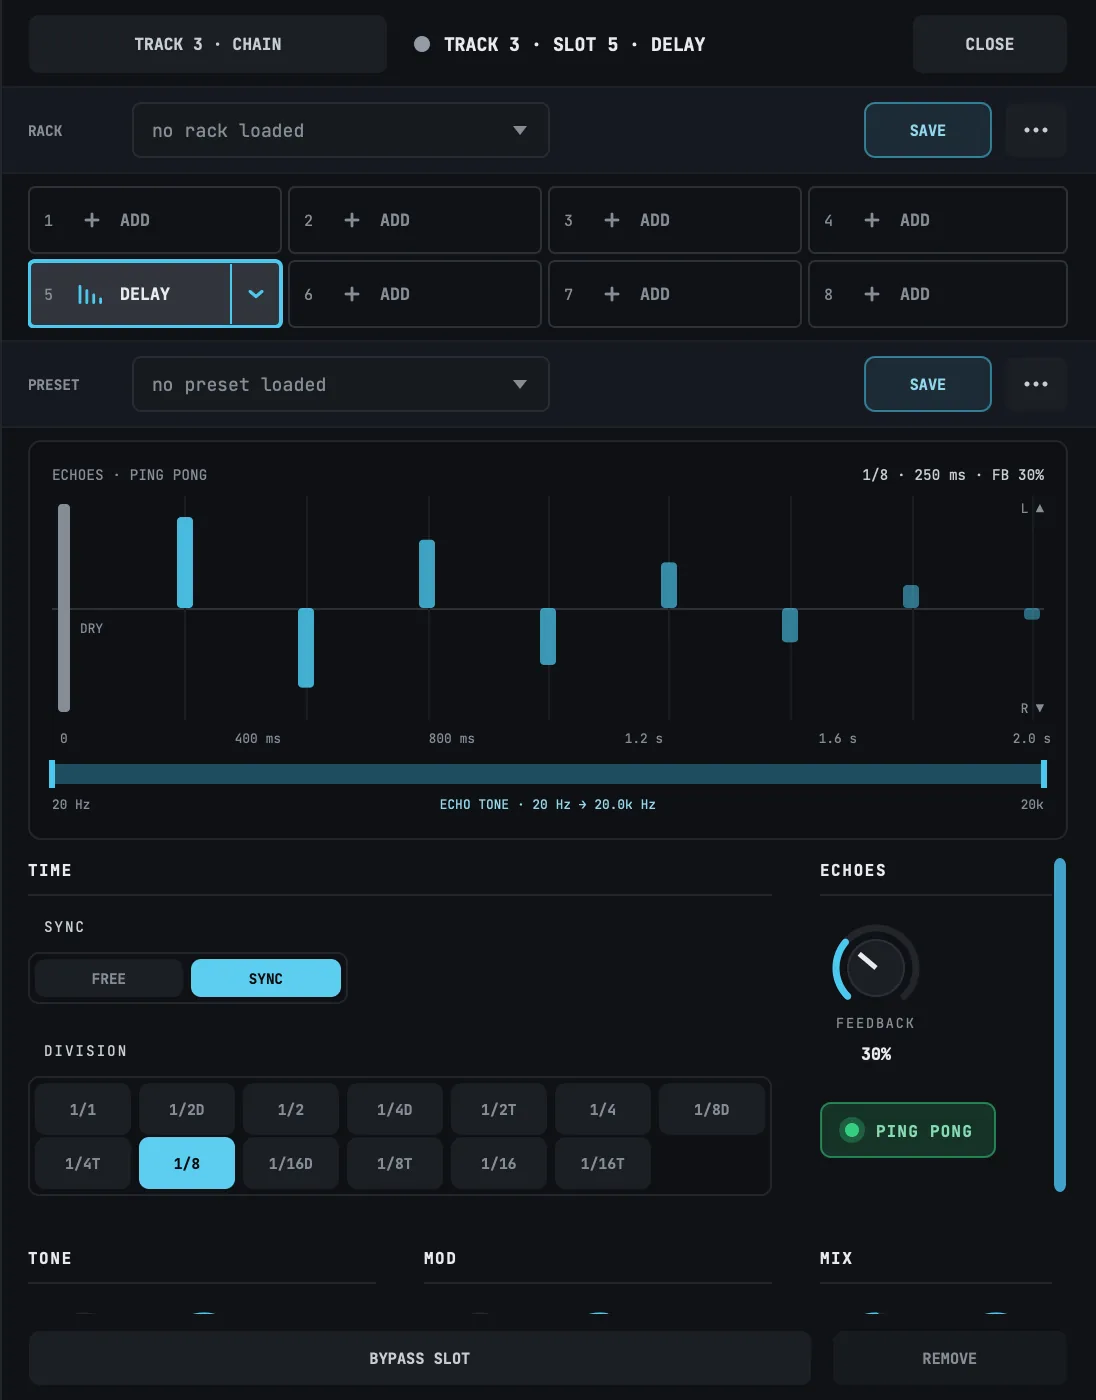 TRACK 3 · CHAIN
TRACK 3 · SLOT 5 · DELAY
CLOSE
RACK
no rack loaded
SAVE
1 + ADD
2 + ADD
3 + ADD
4 + ADD
5 DELAY
6 + ADD
7 + ADD
8 + ADD
PRESET
no preset loaded
SAVE
ECHOES · PING PONG
1/8 · 250 ms · FB 30%
L ▲
DRY
R ▼
0
400 ms
800 ms
1.2 s
1.6 s
2.0 s
20 Hz
ECHO TONE · 20 Hz → 20.0k Hz
20k
TIME
SYNC
FREE
SYNC
DIVISION
1/1
1/2D
1/2
1/4D
1/2T
1/4
1/8D
1/4T
1/8
1/16D
1/8T
1/16
1/16T
ECHOES
FEEDBACK
30%
PING PONG
TONE
MOD
MIX
BYPASS SLOT
REMOVE